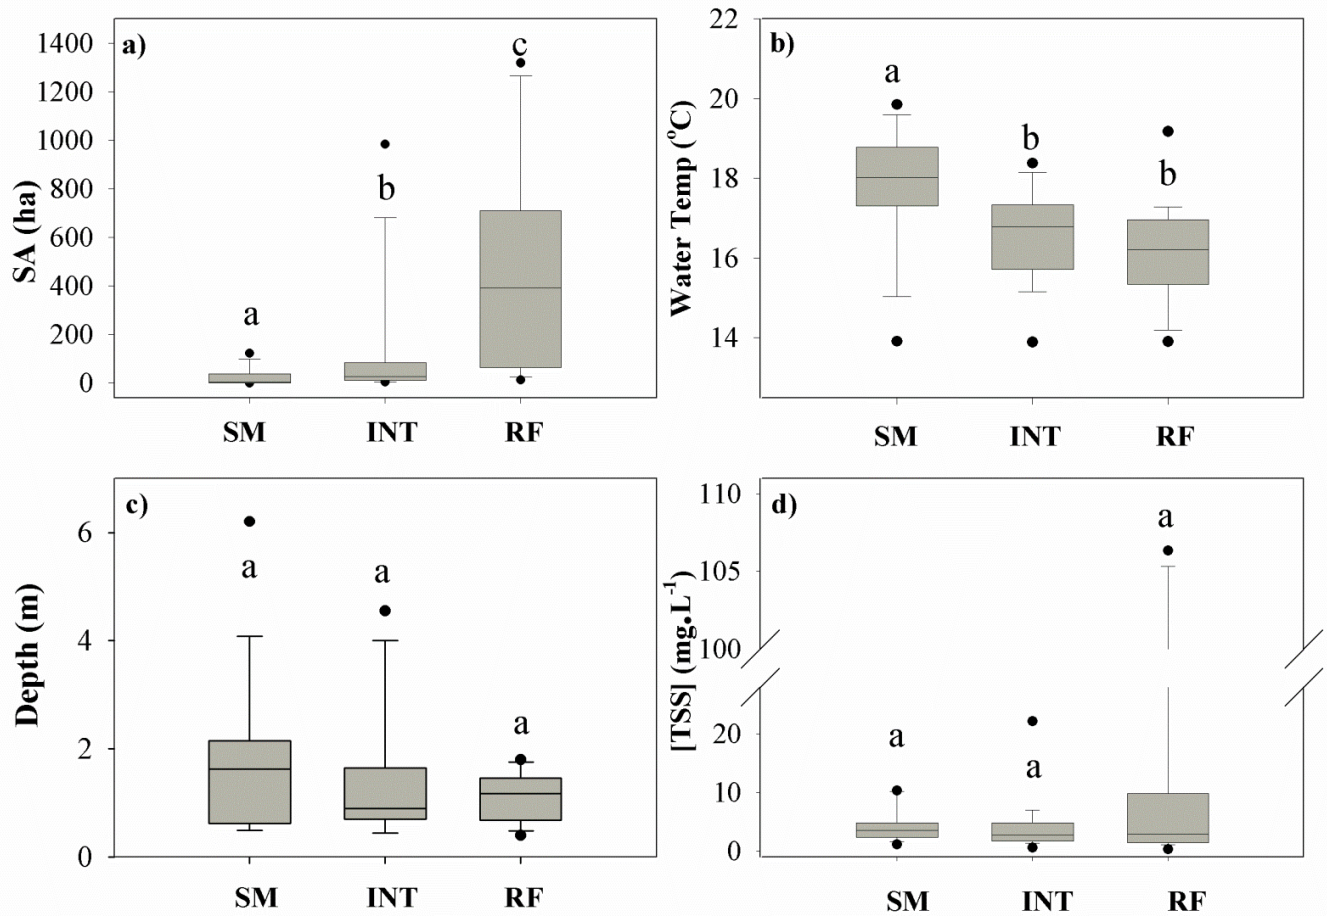 a)
1400
1200
1000
800
600
400
200
0
SA (ha)
a
b
c
SM INT RF
b)
22
20
18
16
14
Water Temp (°C)
a
b
b
SM INT RF
c)
6
4
2
0
Depth (m)
a
a
a
SM INT RF
d)
110
105
100
20
10
0
[TSS] (mg.L-1)
a
a
a
SM INT RF